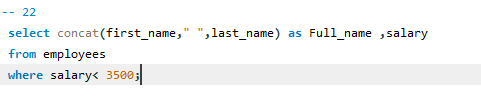 -- 22
select concat(first_name," ",last_name) as Full_name ,salary
from employees
where salary< 3500;